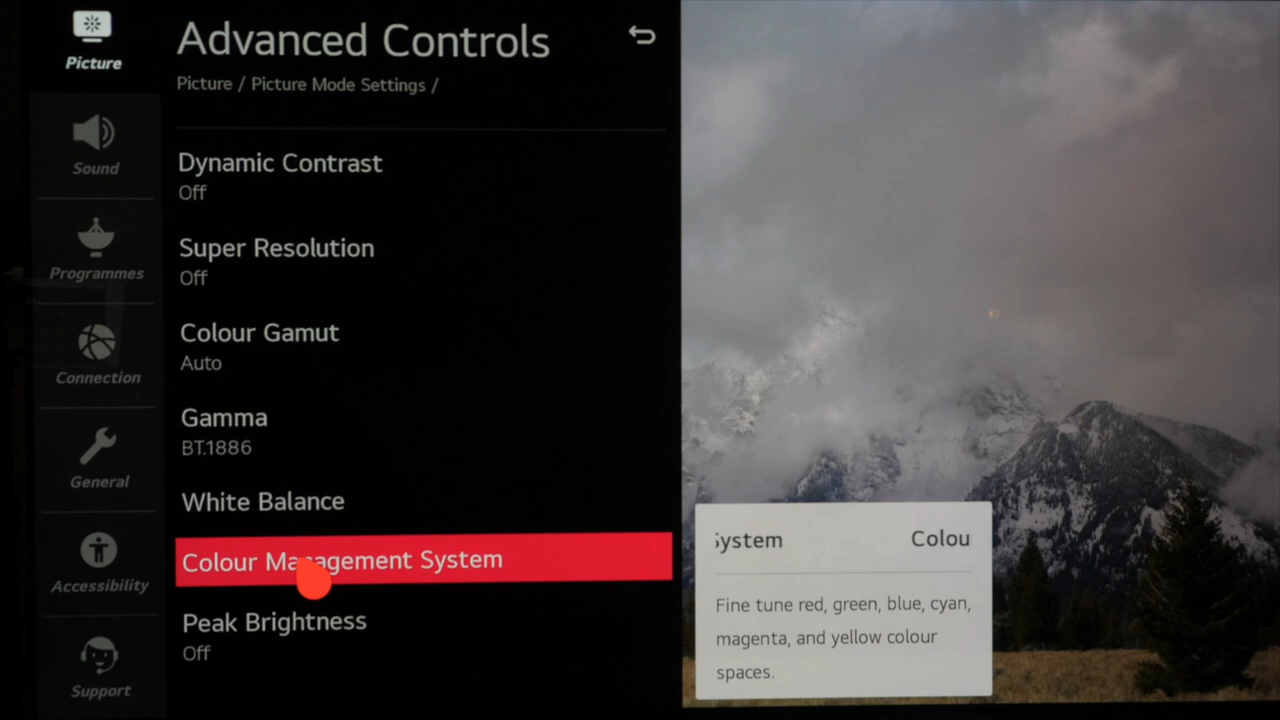 Picture
Sound
Programmes
Connection
General
Accessibility
Support
Advanced Controls
Picture / Picture Mode Settings /
Dynamic Contrast
Off
Super Resolution
Off
Colour Gamut
Auto
Gamma
BT.1886
White Balance
Colour Management System
Peak Brightness
Off
System Colou
Fine tune red, green, blue, cyan,
magenta, and yellow colour
spaces.